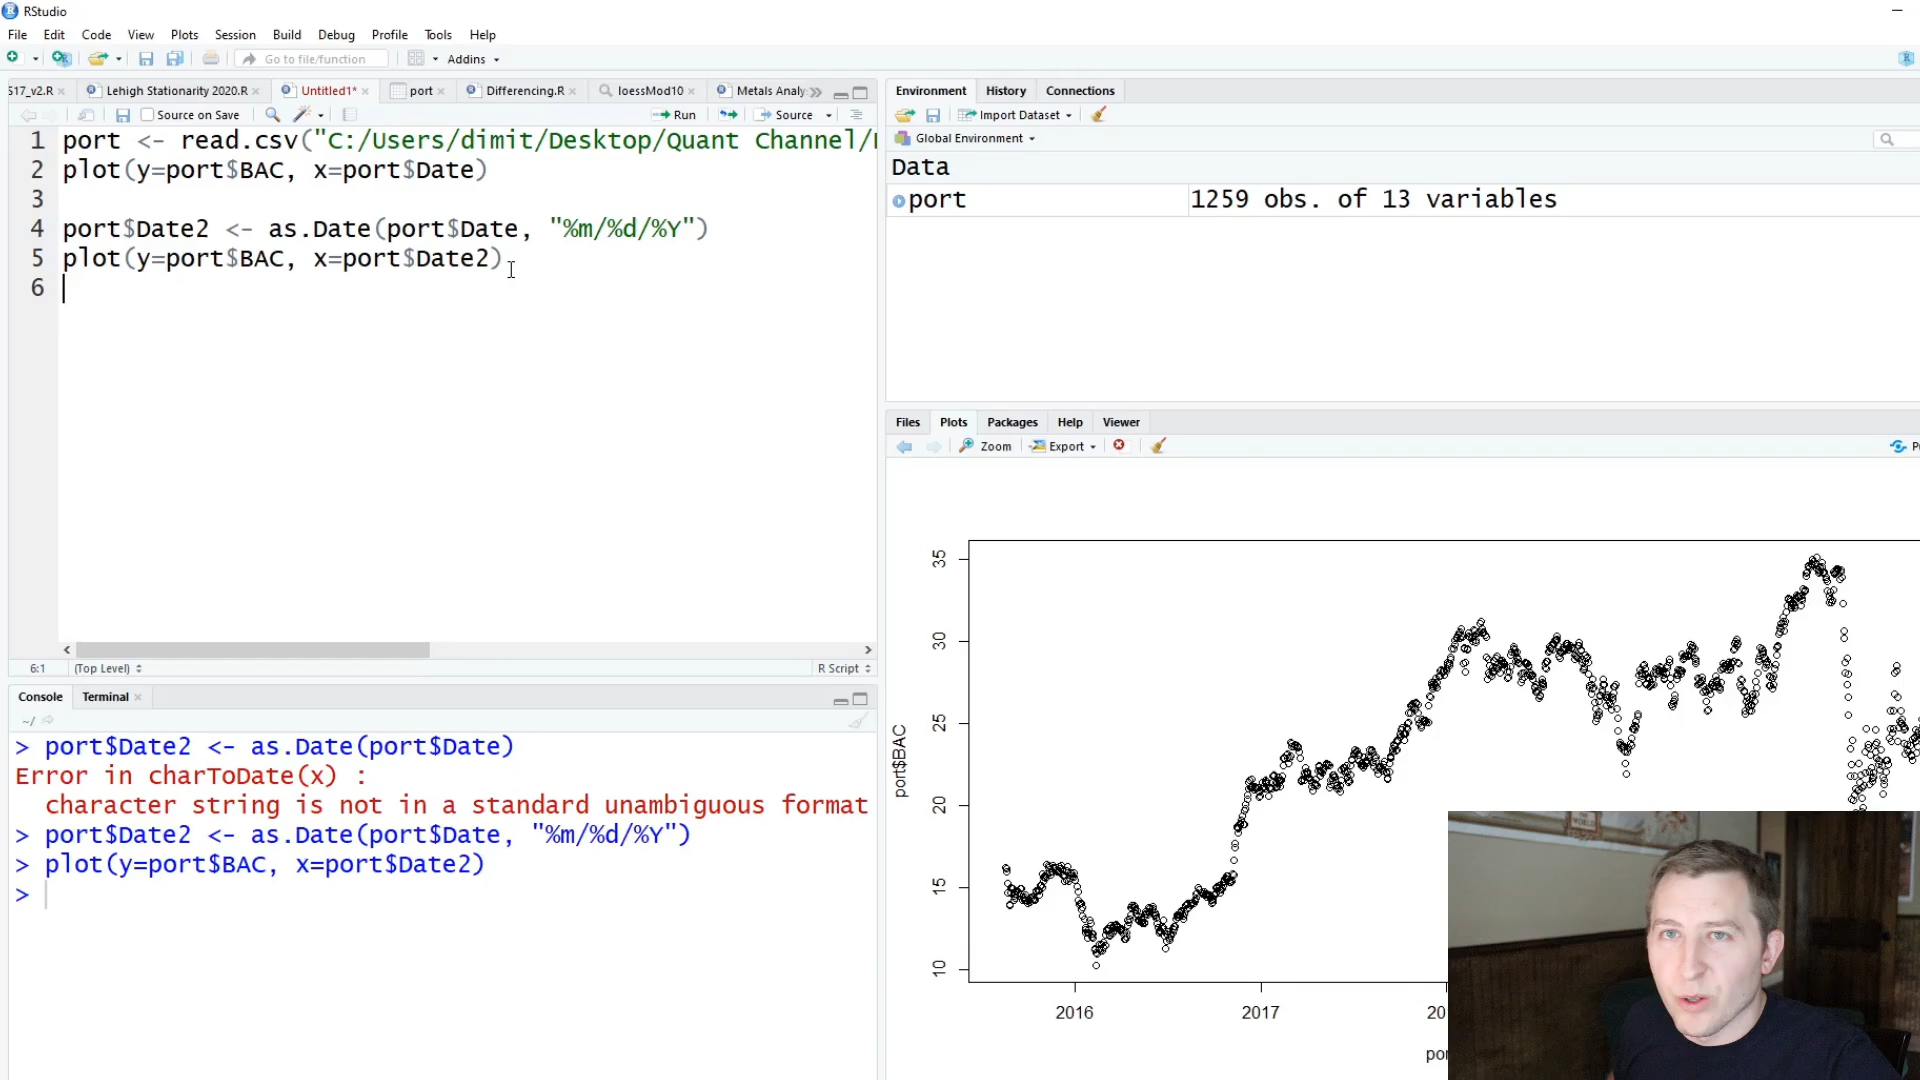 RStudio
File Edit Code View Plots Session Build Debug Profile Tools Help
Go to file/function Addins
S17_v2.R Lehigh Stationarity 2020.R Untitled1* port Differencing.R loessMod10 Metals Analy
Source on Save Run Source
1 port <- read.csv("C:/Users/dimit/Desktop/Quant Channel/
2 plot(y=port$BAC, x=port$Date)
3
4 port$Date2 <- as.Date(port$Date, "%m/%d/%Y")
5 plot(y=port$BAC, x=port$Date2)
6
6:1 (Top Level) R Script
Console Terminal
~/
> port$Date2 <- as.Date(port$Date)
Error in charToDate(x) :
character string is not in a standard unambiguous format
> port$Date2 <- as.Date(port$Date, "%m/%d/%Y")
> plot(y=port$BAC, x=port$Date2)
>
Environment History Connections
Import Dataset
Global Environment
Data
port 1259 obs. of 13 variables
Files Plots Packages Help Viewer
Zoom Export
35
30
25
20
15
10
port$BAC
2016 2017 20
por